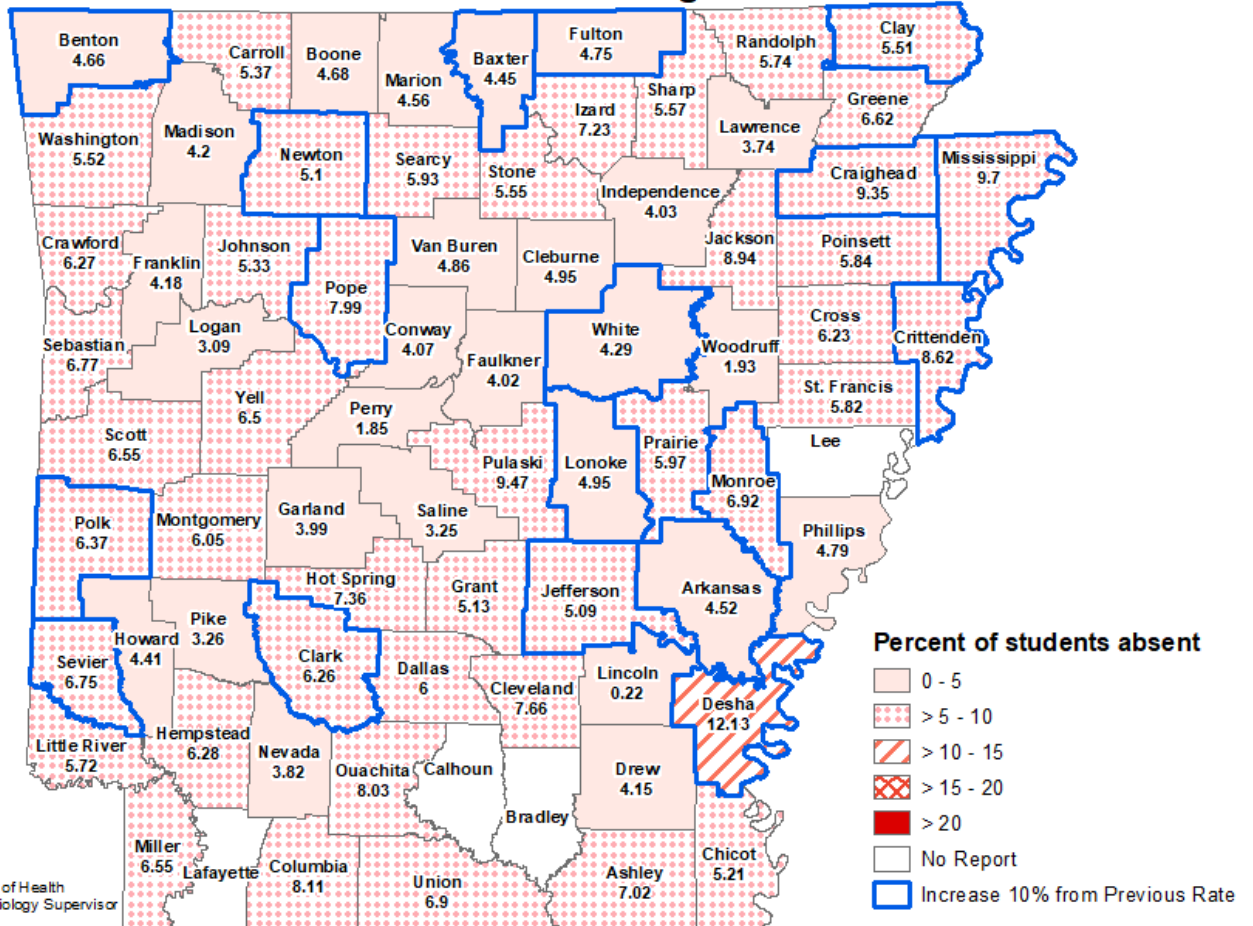 Benton
4.66
Carroll
5.37
Boone
4.68
Marion
4.56
Baxter
4.45
Fulton
4.75
Randolph
5.74
Clay
5.51
Izard
7.23
Sharp
5.57
Greene
6.62
Lawrence
3.74
Washington
5.52
Madison
4.2
Newton
5.1
Searcy
5.93
Stone
5.55
Independence
4.03
Craighead
9.35
Mississippi
9.7
Crawford
6.27
Franklin
4.18
Johnson
5.33
Pope
7.99
Van Buren
4.86
Cleburne
4.95
Jackson
8.94
Poinsett
5.84
Sebastian
6.77
Logan
3.09
Conway
4.07
Faulkner
4.02
White
4.29
Woodruff
1.93
Cross
6.23
Crittenden
8.62
St. Francis
5.82
Scott
6.55
Yell
6.5
Perry
1.85
Pulaski
9.47
Lonoke
4.95
Prairie
5.97
Monroe
6.92
Lee
Polk
6.37
Montgomery
6.05
Garland
3.99
Saline
3.25
Phillips
4.79
Hot Spring
7.36
Grant
5.13
Jefferson
5.09
Arkansas
4.52
Howard
4.41
Pike
3.26
Sevier
6.75
Clark
6.26
Dallas
6
Cleveland
7.66
Lincoln
0.22
Desha
12.13
Little River
5.72
Hempstead
6.28
Nevada
3.82
Ouachita
8.03
Calhoun
Bradley
Drew
4.15
Miller
6.55
Lafayette
Columbia
8.11
Union
6.9
Ashley
7.02
Chicot
5.21
of Health
iology Supervisor
Percent of students absent
0 - 5
> 5 - 10
> 10 - 15
> 15 - 20
> 20
No Report
Increase 10% from Previous Rate